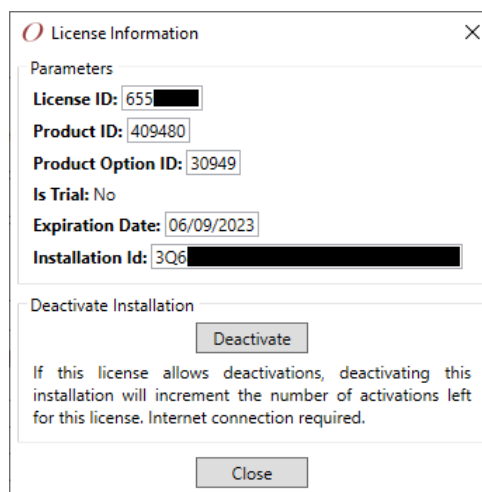 License Information
Parameters
License ID: 655
Product ID: 409480
Product Option ID: 30949
Is Trial: No
Expiration Date: 06/09/2023
Installation Id: 3Q6
Deactivate Installation
Deactivate
If this license allows deactivations, deactivating this
installation will increment the number of activations left
for this license. Internet connection required.
Close